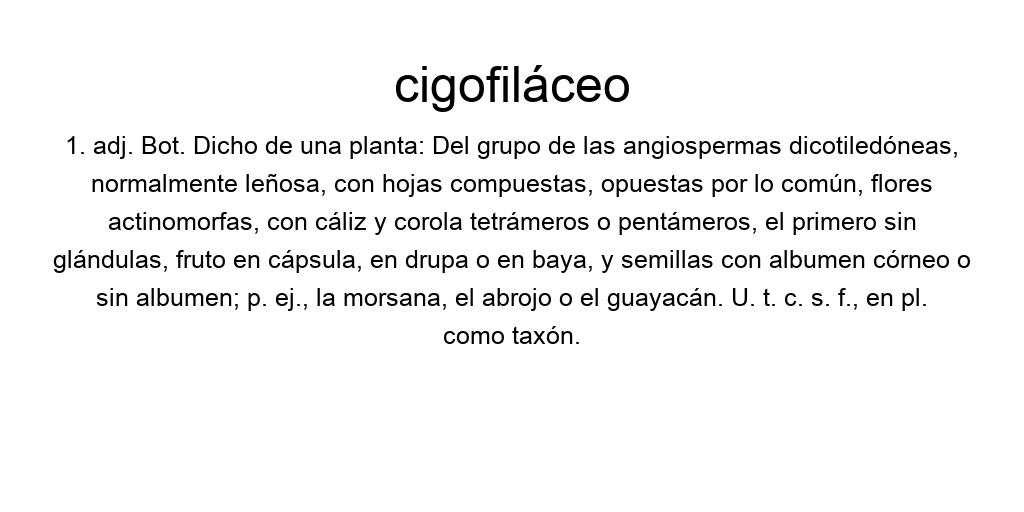 cigofiláceo
1. adj. Bot. Dicho de una planta: Del grupo de las angiospermas dicotiledóneas,
normalmente leñosa, con hojas compuestas, opuestas por lo común, flores
actinomorfas, con cáliz y corola tetrámeros o pentámeros, el primero sin
glándulas, fruto en cápsula, en drupa o en baya, y semillas con albumen córneo o
sin albumen; p. ej., la morsana, el abrojo o el guayacán. U. t. c. s. f., en pl.
como taxón.